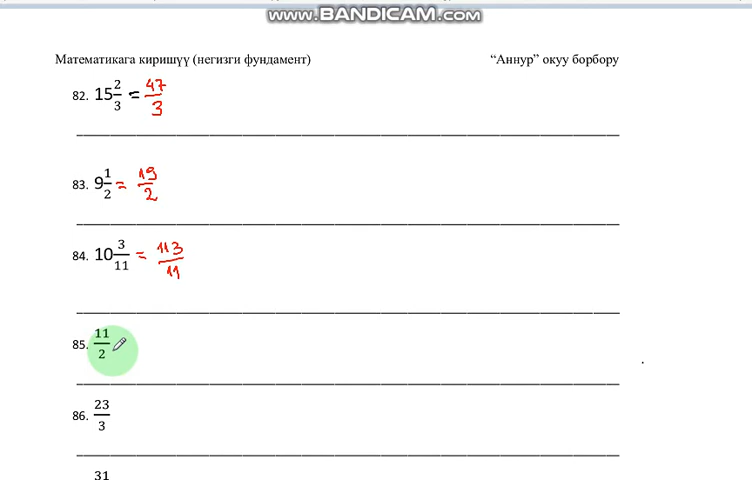 www.BANDICAM.com
Математикага киришүү (негизги фундамент) “Аннур” окуу борбору
82. 15 2/3 = 47/3
83. 9 1/2 = 19/2
84. 10 3/11 = 113/11
85. 11/2
86. 23/3
31